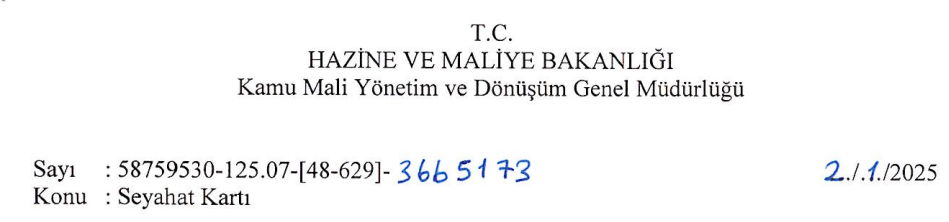 T.C.
HAZİNE VE MALİYE BAKANLIĞI
Kamu Mali Yönetim ve Dönüşüm Genel Müdürlüğü
Sayı : 58759530-125.07-[48-629]- 3665173 2./.1./2025
Konu : Seyahat Kartı